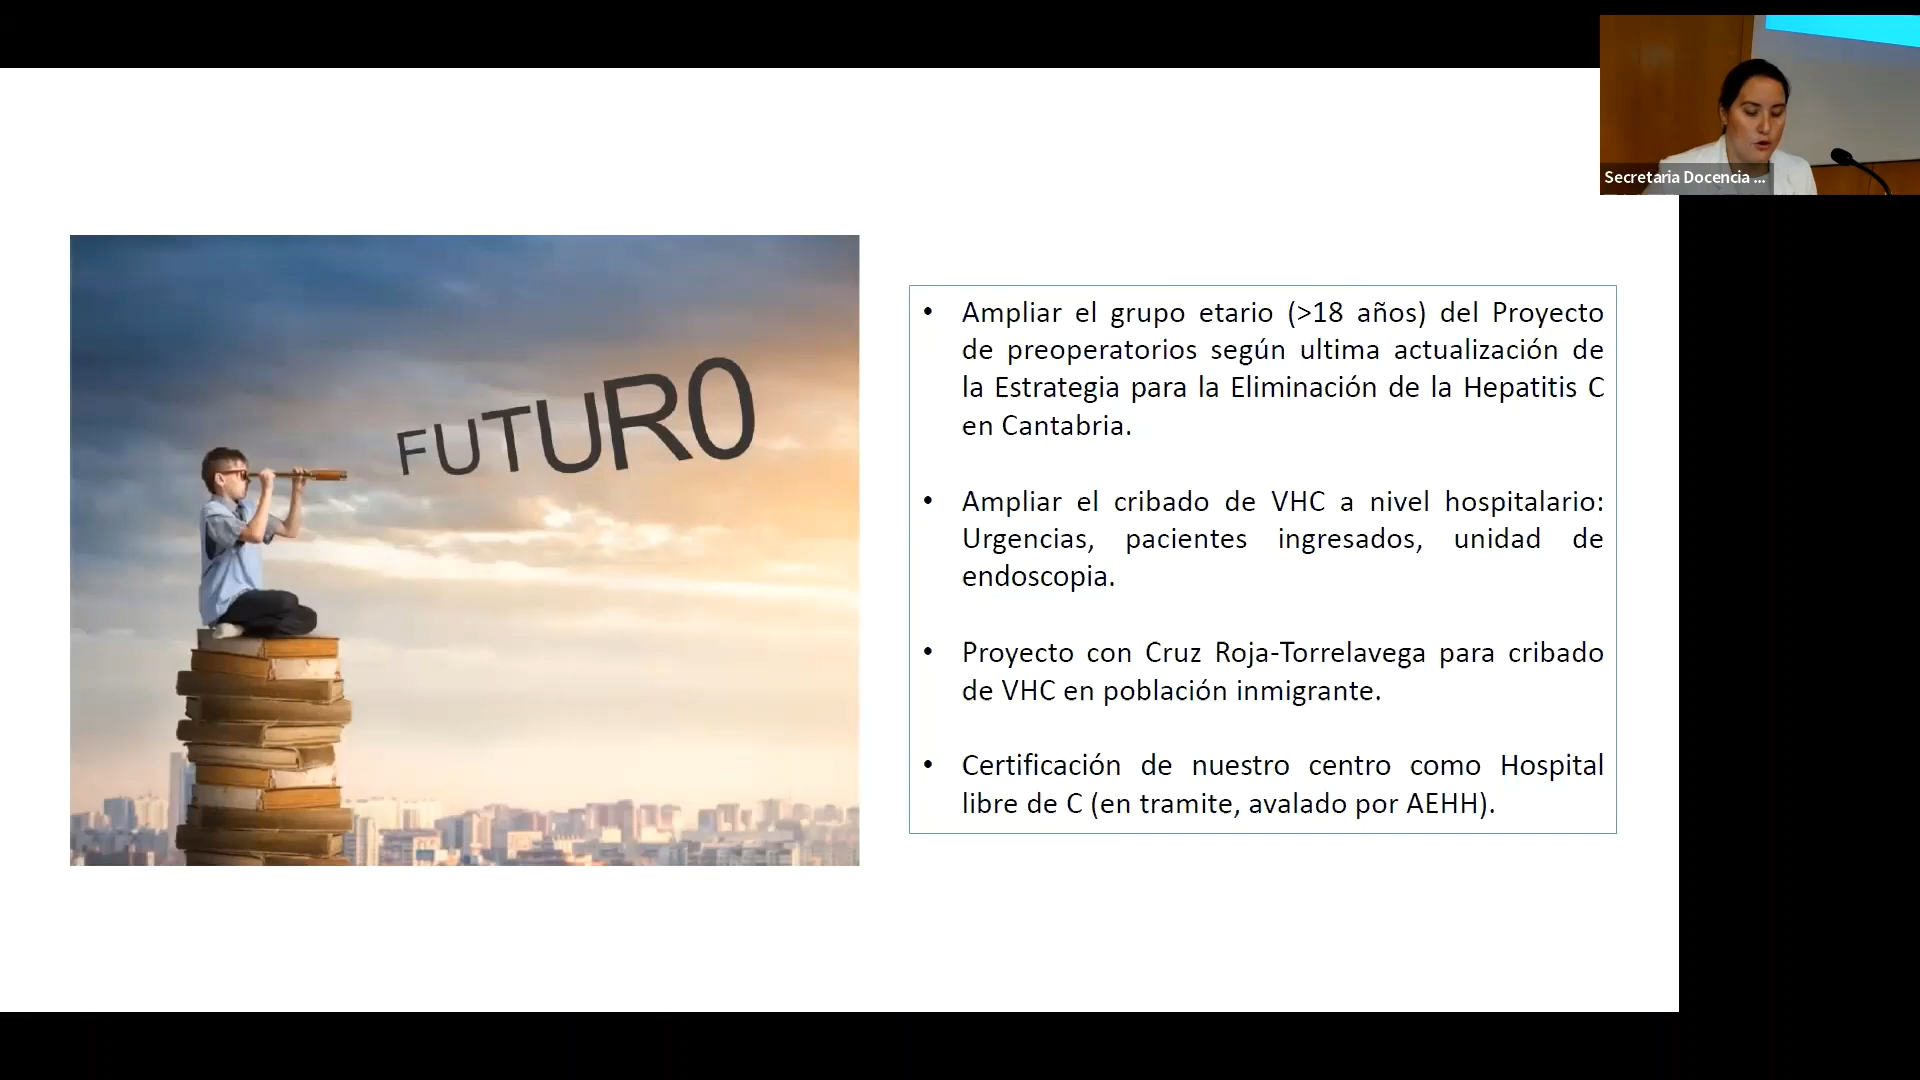 Secretaria Docencia ...
FUTURO
• Ampliar el grupo etario (>18 años) del Proyecto
de preoperatorios según ultima actualización de
la Estrategia para la Eliminación de la Hepatitis C
en Cantabria.
• Ampliar el cribado de VHC a nivel hospitalario:
Urgencias, pacientes ingresados, unidad de
endoscopia.
• Proyecto con Cruz Roja-Torrelavega para cribado
de VHC en población inmigrante.
• Certificación de nuestro centro como Hospital
libre de C (en tramite, avalado por AEHH).